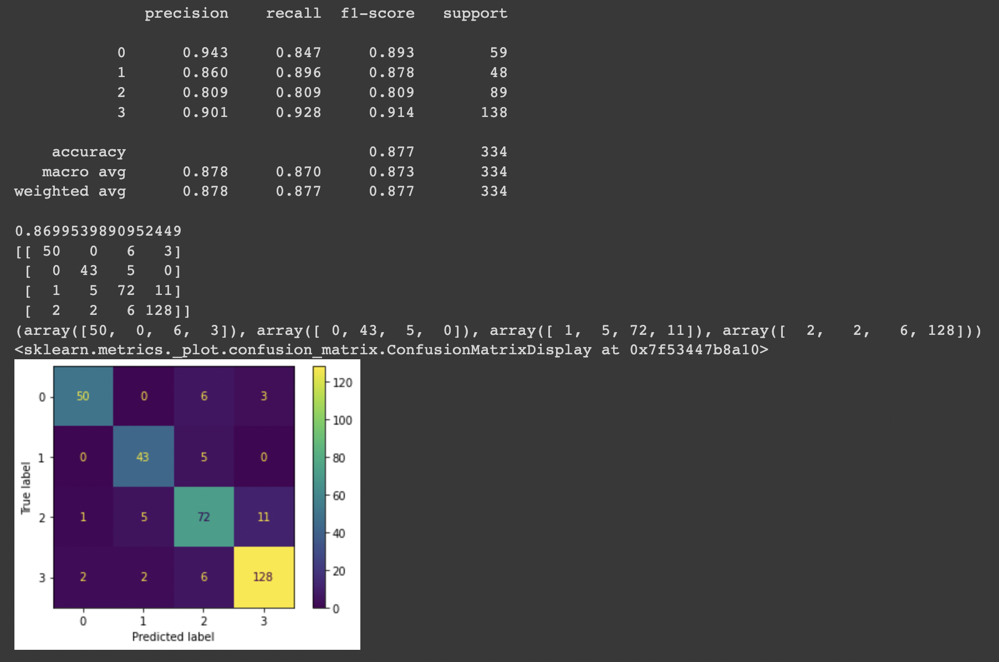 precision recall f1-score support
0 0.943 0.847 0.893 59
1 0.860 0.896 0.878 48
2 0.809 0.809 0.809 89
3 0.901 0.928 0.914 138
accuracy 0.877 334
macro avg 0.878 0.870 0.873 334
weighted avg 0.878 0.877 0.877 334
0.8699539890952449
[[ 50 0 6 3]
[ 0 43 5 0]
[ 1 5 72 11]
[ 2 2 6 128]]
(array([50, 0, 6, 3]), array([ 0, 43, 5, 0]), array([ 1, 5, 72, 11]), array([ 2, 2, 6, 128]))
<sklearn.metrics._plot.confusion_matrix.ConfusionMatrixDisplay at 0x7f53447b8a10>
True label
0 50 0 6 3
1 0 43 5 0
2 1 5 72 11
3 2 2 6 128
0 1 2 3
Predicted label
120
100
80
60
40
20
0